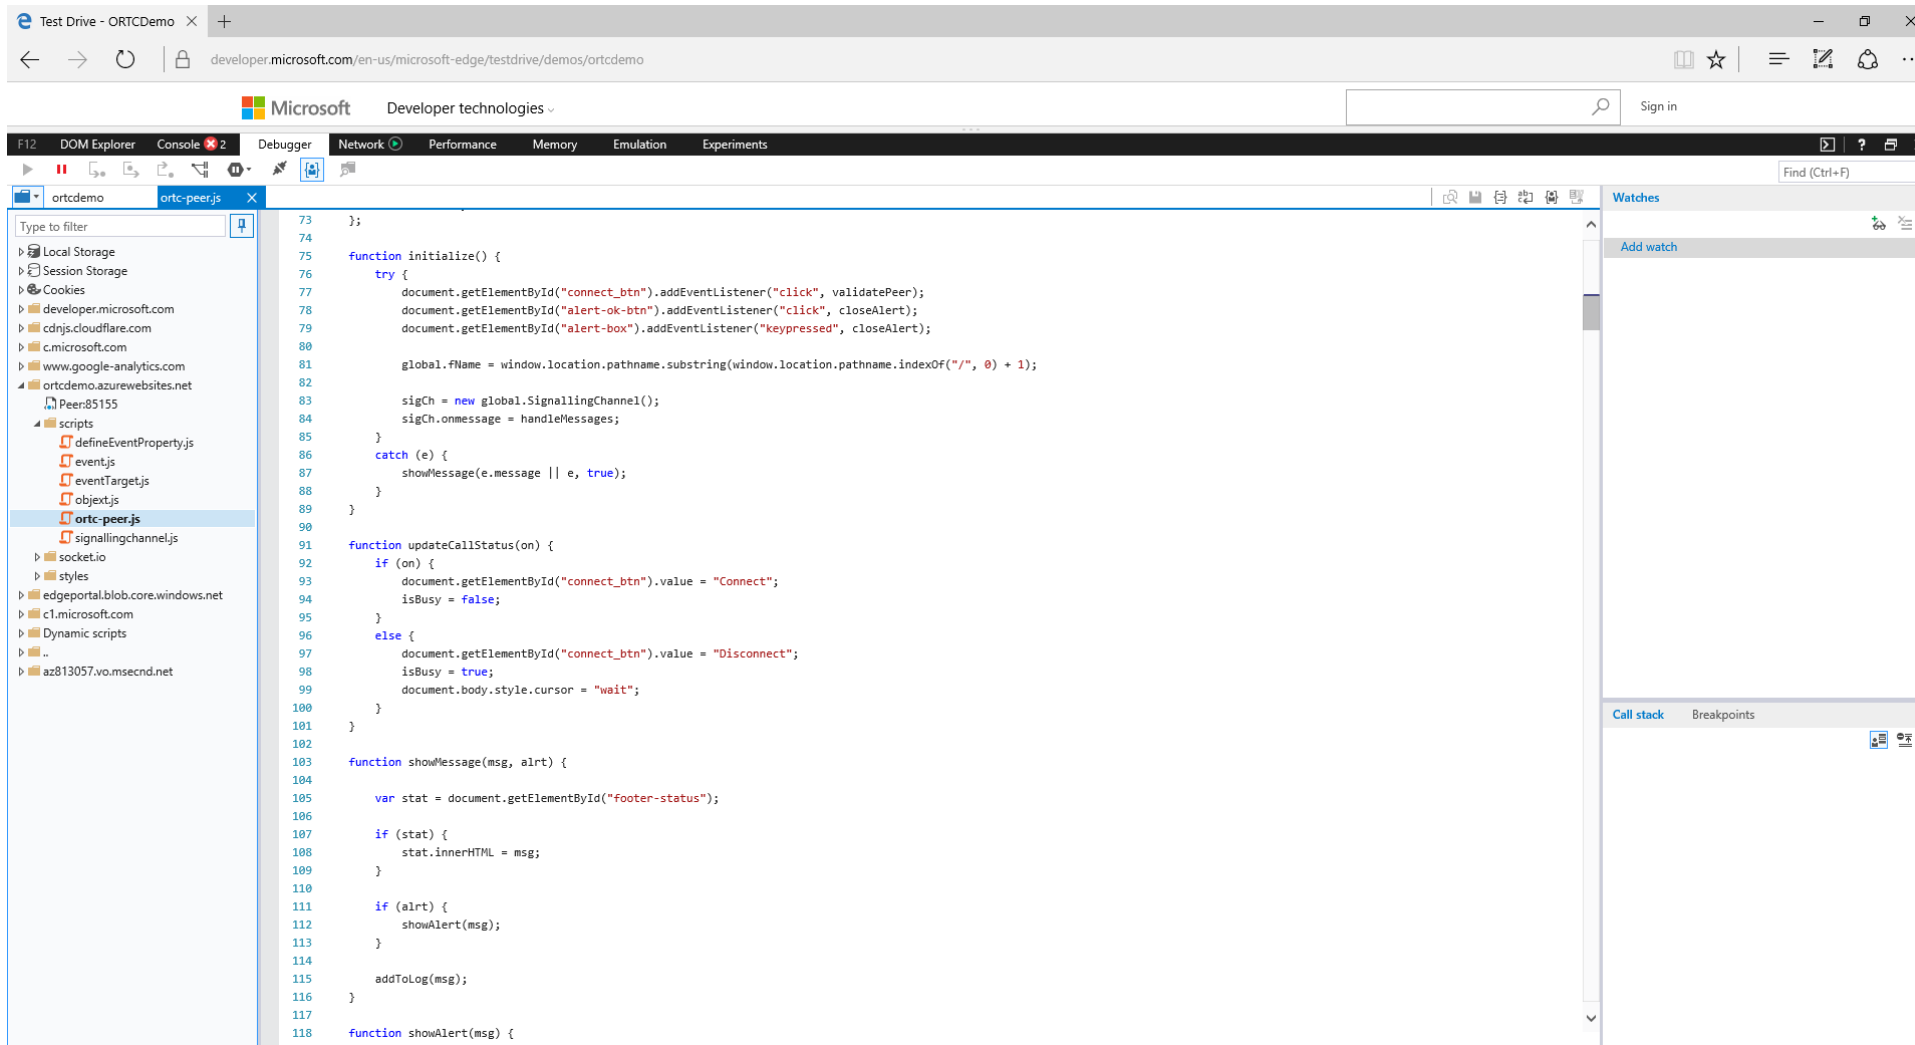 Test Drive - ORTCDemo
developer.microsoft.com/en-us/microsoft-edge/testdrive/demos/ortcdemo
Microsoft Developer technologies Sign in
F12 DOM Explorer Console 2 Debugger Network Performance Memory Emulation Experiments ?
Find (Ctrl+F)
ortcdemo ortc-peer.js
Type to filter
Local Storage
Session Storage
Cookies
developer.microsoft.com
cdnjs.cloudflare.com
c.microsoft.com
www.google-analytics.com
ortcdemo.azurewebsites.net
Peer:85155
scripts
defineEventProperty.js
event.js
eventTarget.js
objext.js
ortc-peer.js
signallingchannel.js
socket.io
styles
edgeportal.blob.core.windows.net
c1.microsoft.com
Dynamic scripts
..
az813057.vo.msecnd.net
73 };
74
75 function initialize() {
76 try {
77 document.getElementById("connect_btn").addEventListener("click", validatePeer);
78 document.getElementById("alert-ok-btn").addEventListener("click", closeAlert);
79 document.getElementById("alert-box").addEventListener("keypressed", closeAlert);
80
81 global.fName = window.location.pathname.substring(window.location.pathname.indexOf("/", 0) + 1);
82
83 sigCh = new global.SignallingChannel();
84 sigCh.onmessage = handleMessages;
85 }
86 catch (e) {
87 showMessage(e.message || e, true);
88 }
89 }
90
91 function updateCallStatus(on) {
92 if (on) {
93 document.getElementById("connect_btn").value = "Connect";
94 isBusy = false;
95 }
96 else {
97 document.getElementById("connect_btn").value = "Disconnect";
98 isBusy = true;
99 document.body.style.cursor = "wait";
100 }
101 }
102
103 function showMessage(msg, alrt) {
104
105 var stat = document.getElementById("footer-status");
106
107 if (stat) {
108 stat.innerHTML = msg;
109 }
110
111 if (alrt) {
112 showAlert(msg);
113 }
114
115 addToLog(msg);
116 }
117
118 function showAlert(msg) {
Watches
Add watch
Call stack Breakpoints